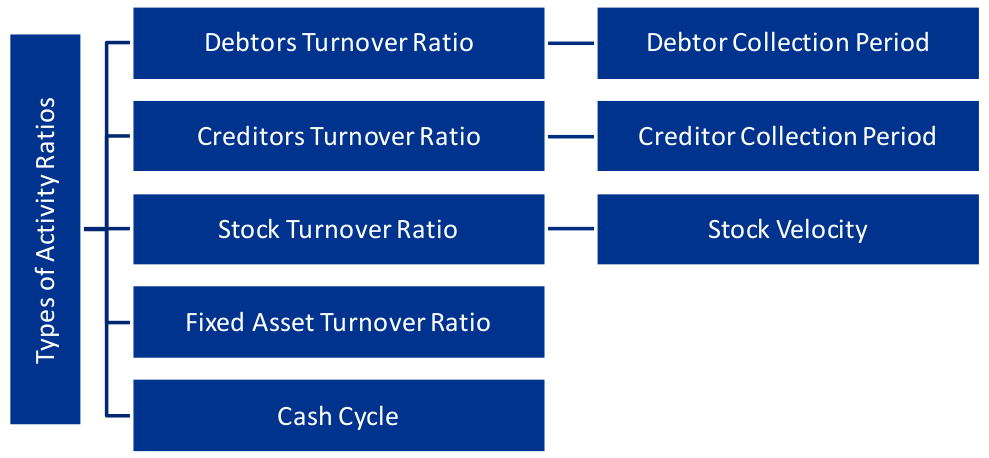 Types of Activity Ratios
Debtors Turnover Ratio
Debtor Collection Period
Creditors Turnover Ratio
Creditor Collection Period
Stock Turnover Ratio
Stock Velocity
Fixed Asset Turnover Ratio
Cash Cycle